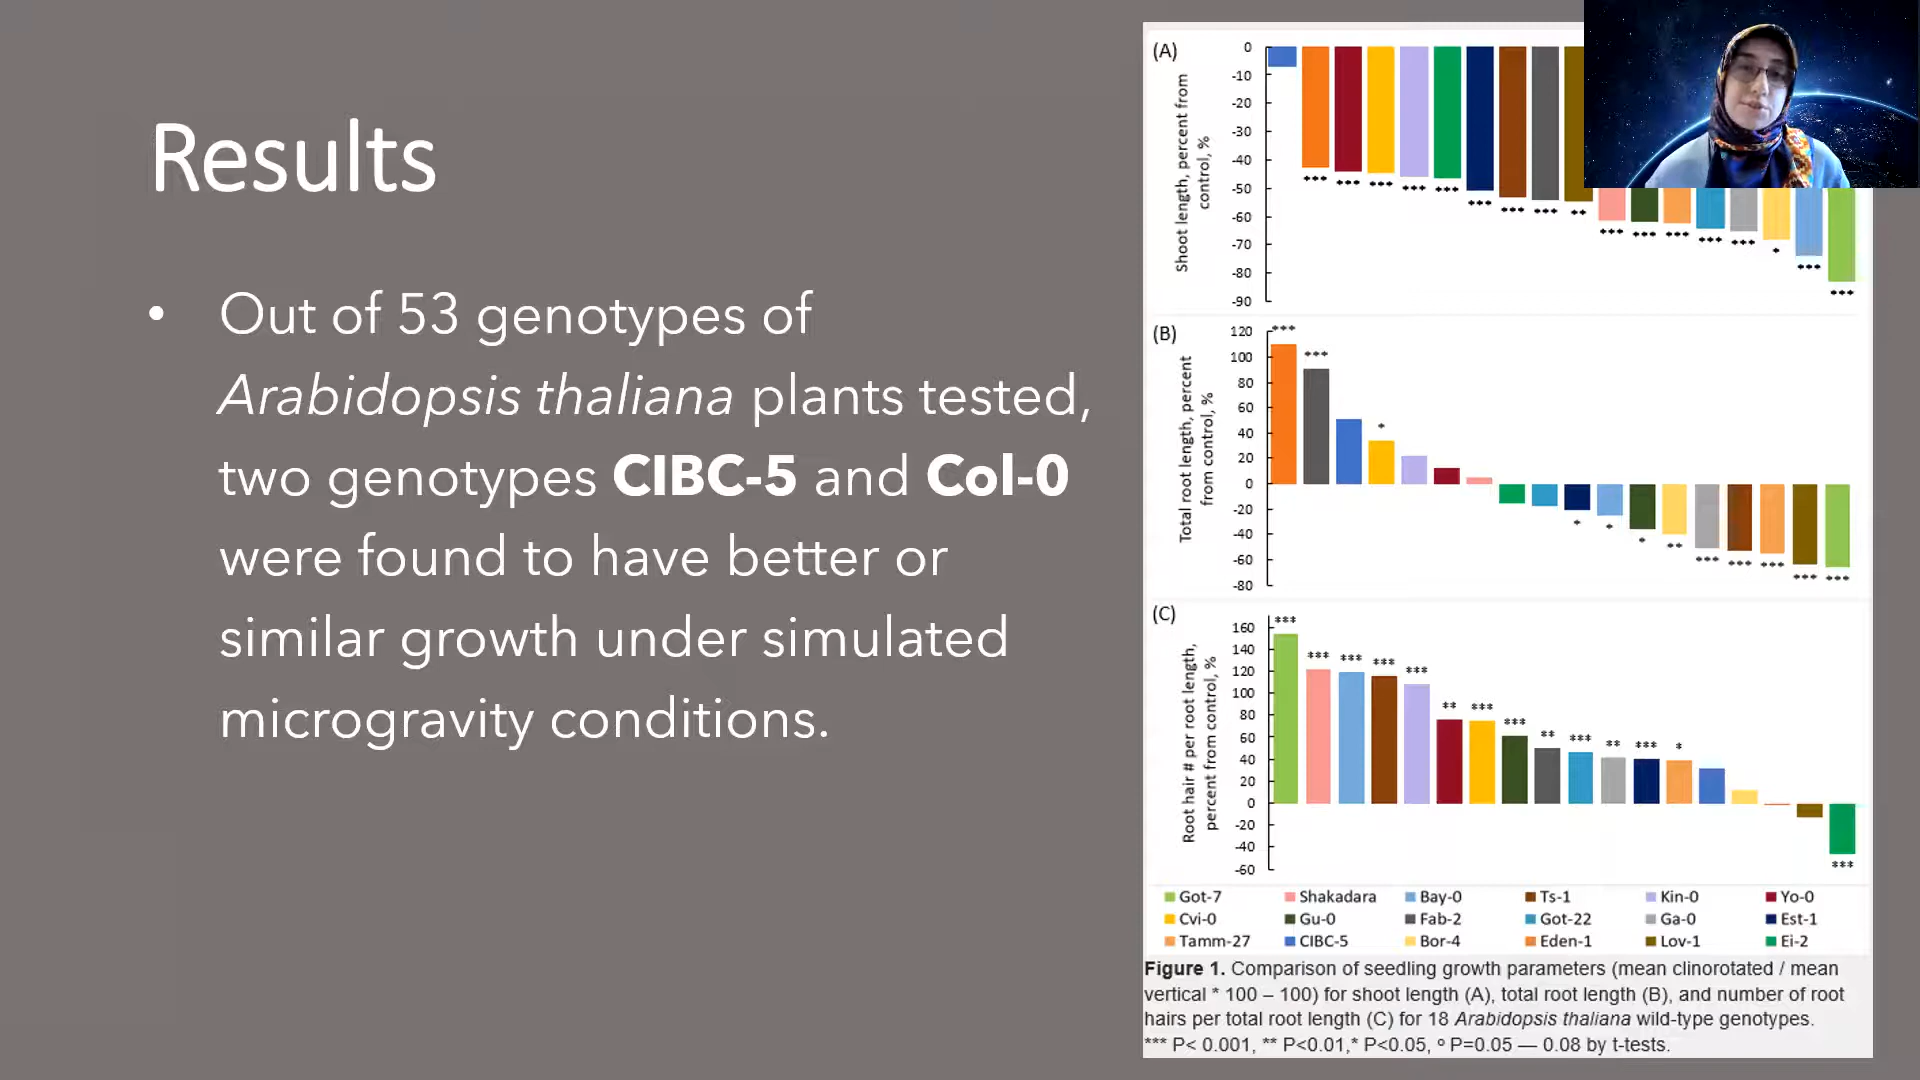 Results
• Out of 53 genotypes of
Arabidopsis thaliana plants tested,
two genotypes CIBC-5 and Col-0
were found to have better or
similar growth under simulated
microgravity conditions.
(A)
Shoot length, percent from
control, %
0
-10
-20
-30
-40
-50
-60
-70
-80
-90
*** *** *** *** *** *** *** *** ** *** *** *** *** *** * *** ***
(B)
Total root length, percent
from control, %
120
100
80
60
40
20
0
-20
-40
-60
-80
*** *** * * * * ** *** *** *** *** ***
(C)
Root hair # per root length,
percent from control, %
160
140
120
100
80
60
40
20
0
-20
-40
-60
*** *** *** *** *** ** *** *** ** *** ** *** * ***
Got-7 Shakadara Bay-0 Ts-1 Kin-0 Yo-0
Cvi-0 Gu-0 Fab-2 Got-22 Ga-0 Est-1
Tamm-27 CIBC-5 Bor-4 Eden-1 Lov-1 Ei-2
Figure 1. Comparison of seedling growth parameters (mean clinorotated / mean
vertical * 100 – 100) for shoot length (A), total root length (B), and number of root
hairs per total root length (C) for 18 Arabidopsis thaliana wild-type genotypes.
*** P< 0.001, ** P<0.01,* P<0.05, º P=0.05 — 0.08 by t-tests.